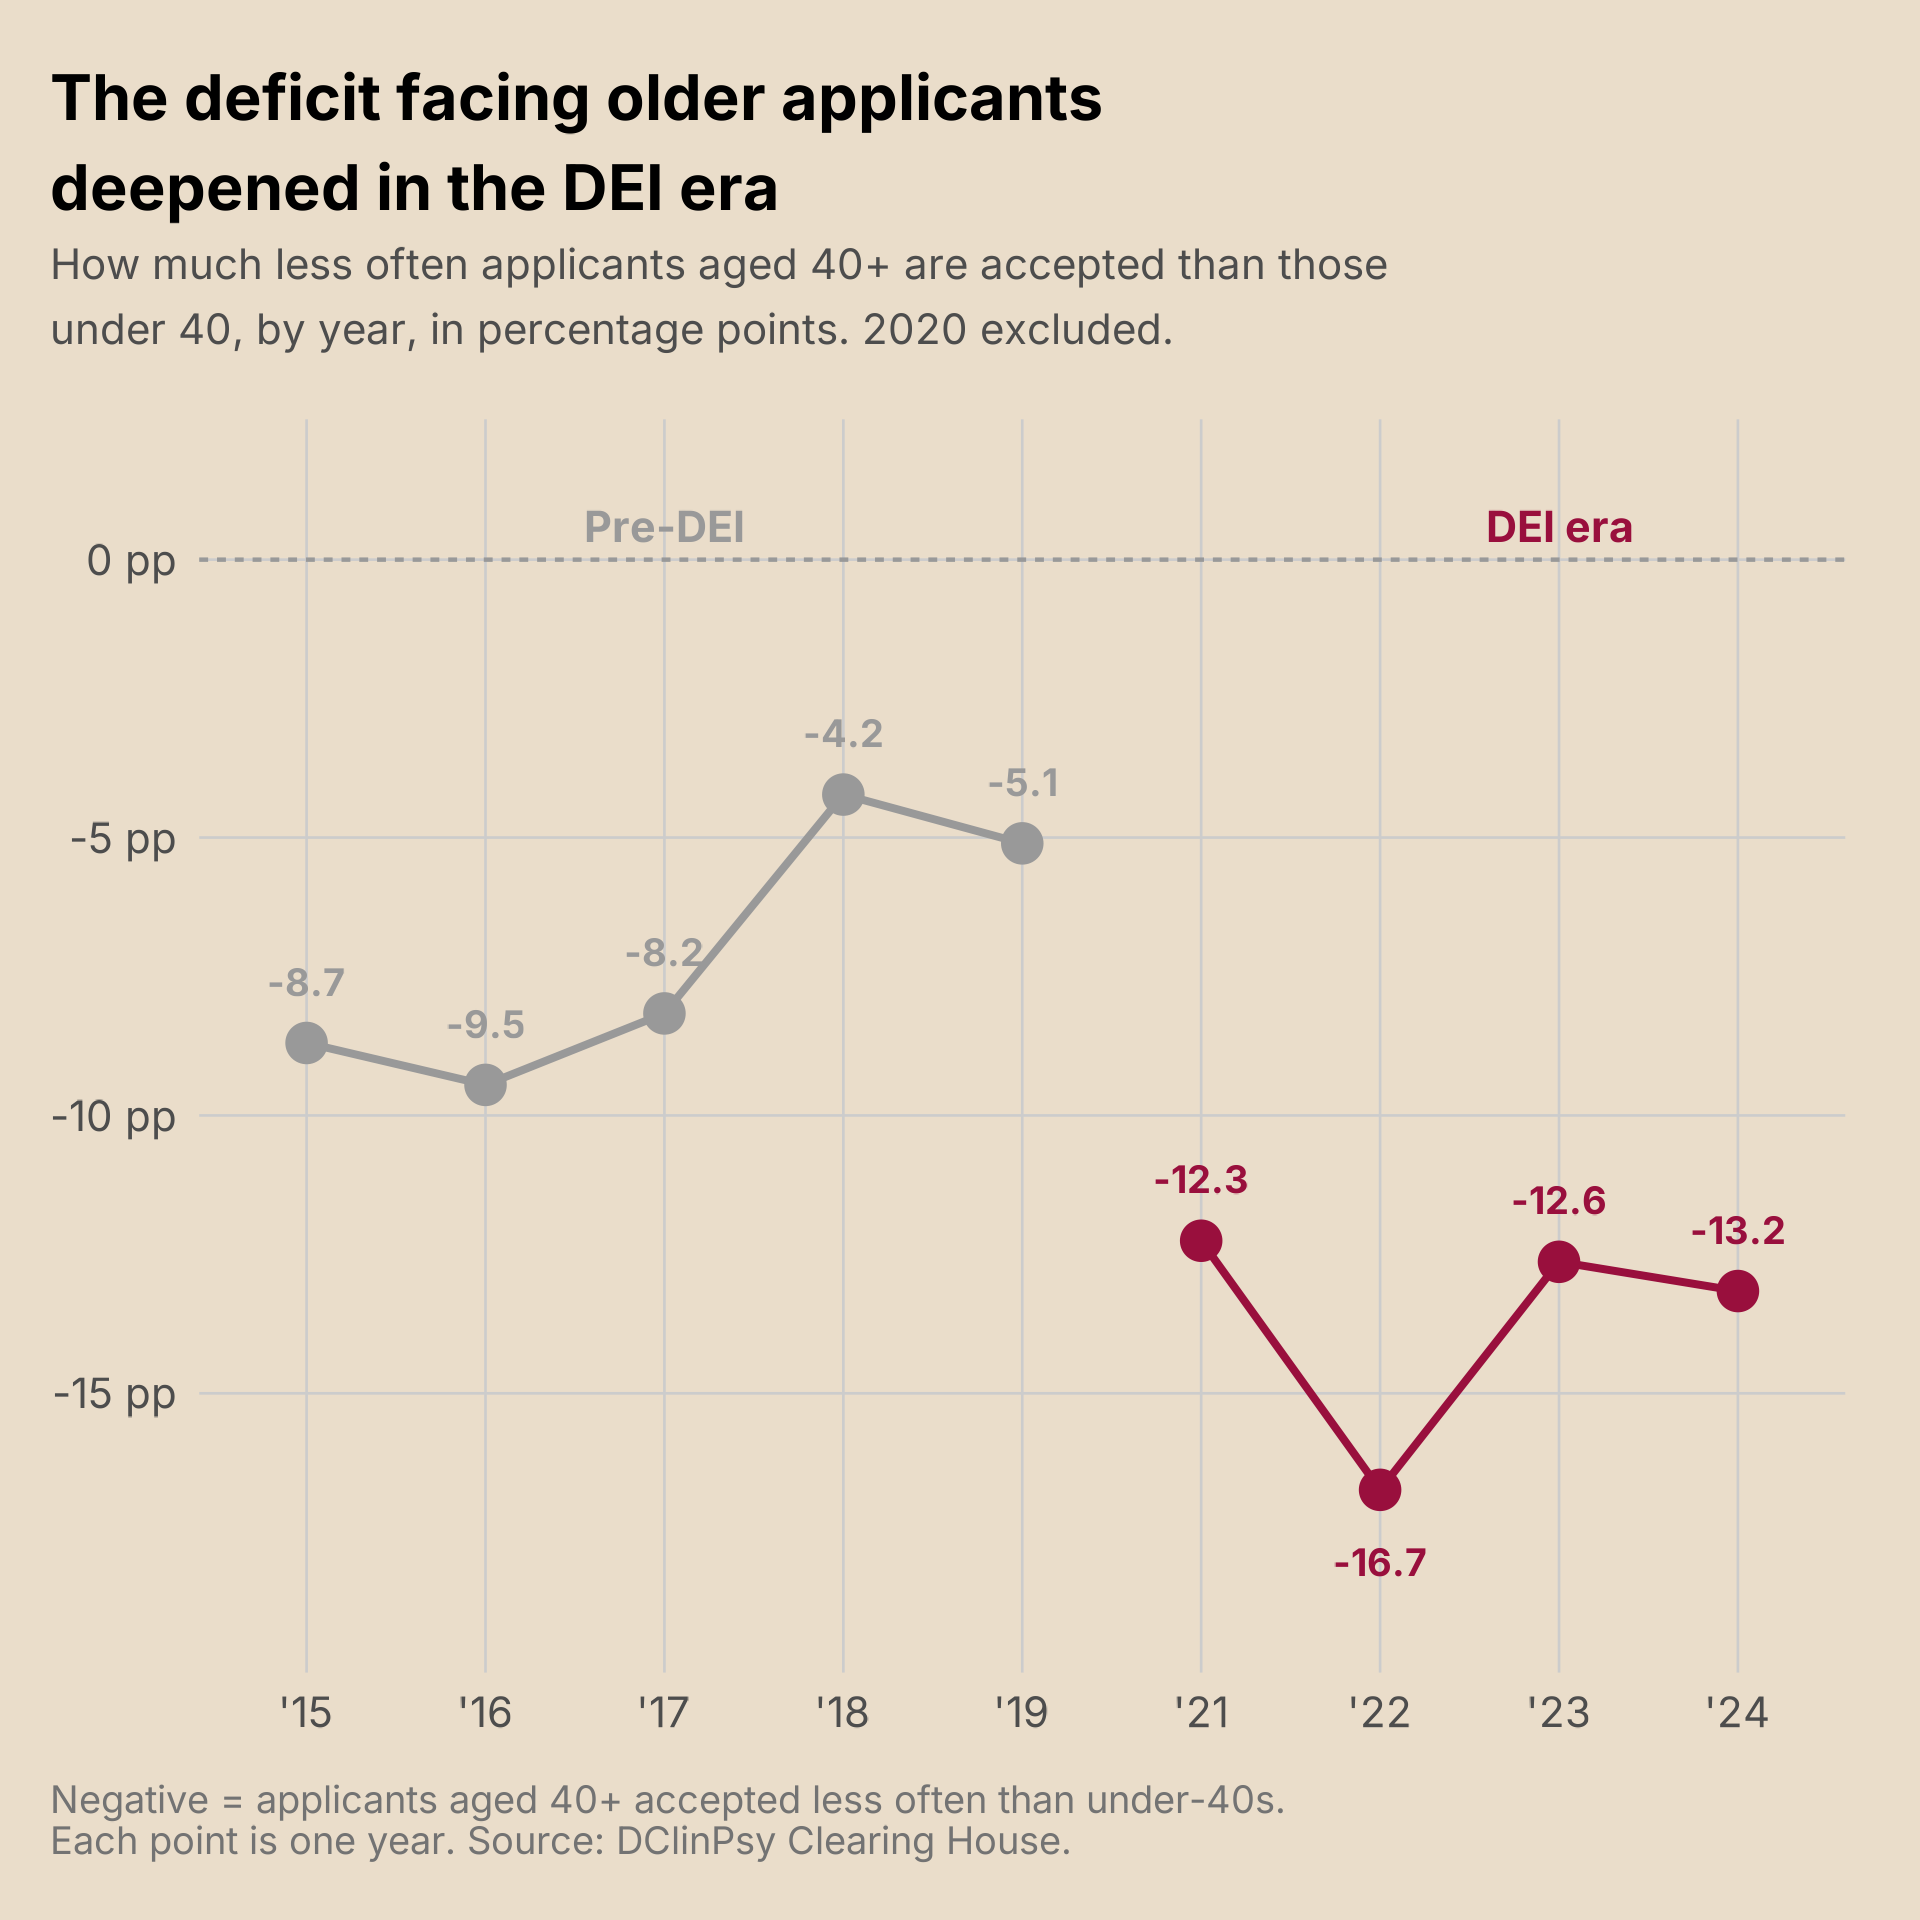 The deficit facing older applicants
deepened in the DEI era
How much less often applicants aged 40+ are accepted than those
under 40, by year, in percentage points. 2020 excluded.
Pre-DEI
DEI era
0 pp
-4.2
-5.1
-5 pp
-8.2
-8.7
-9.5
-10 pp
-12.3
-12.6
-13.2
-15 pp
-16.7
'15 '16 '17 '18 '19 '21 '22 '23 '24
Negative = applicants aged 40+ accepted less often than under-40s.
Each point is one year. Source: DClinPsy Clearing House.